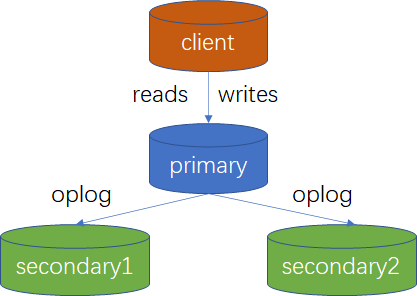 client
reads writes
primary
oplog oplog
secondary1 secondary2